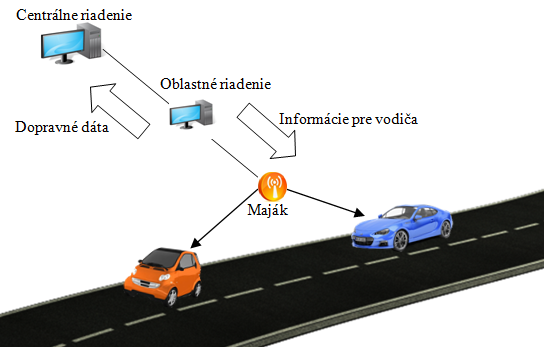 Centrálne riadenie
Oblastné riadenie
Dopravné dáta
Informácie pre vodiča
Maják